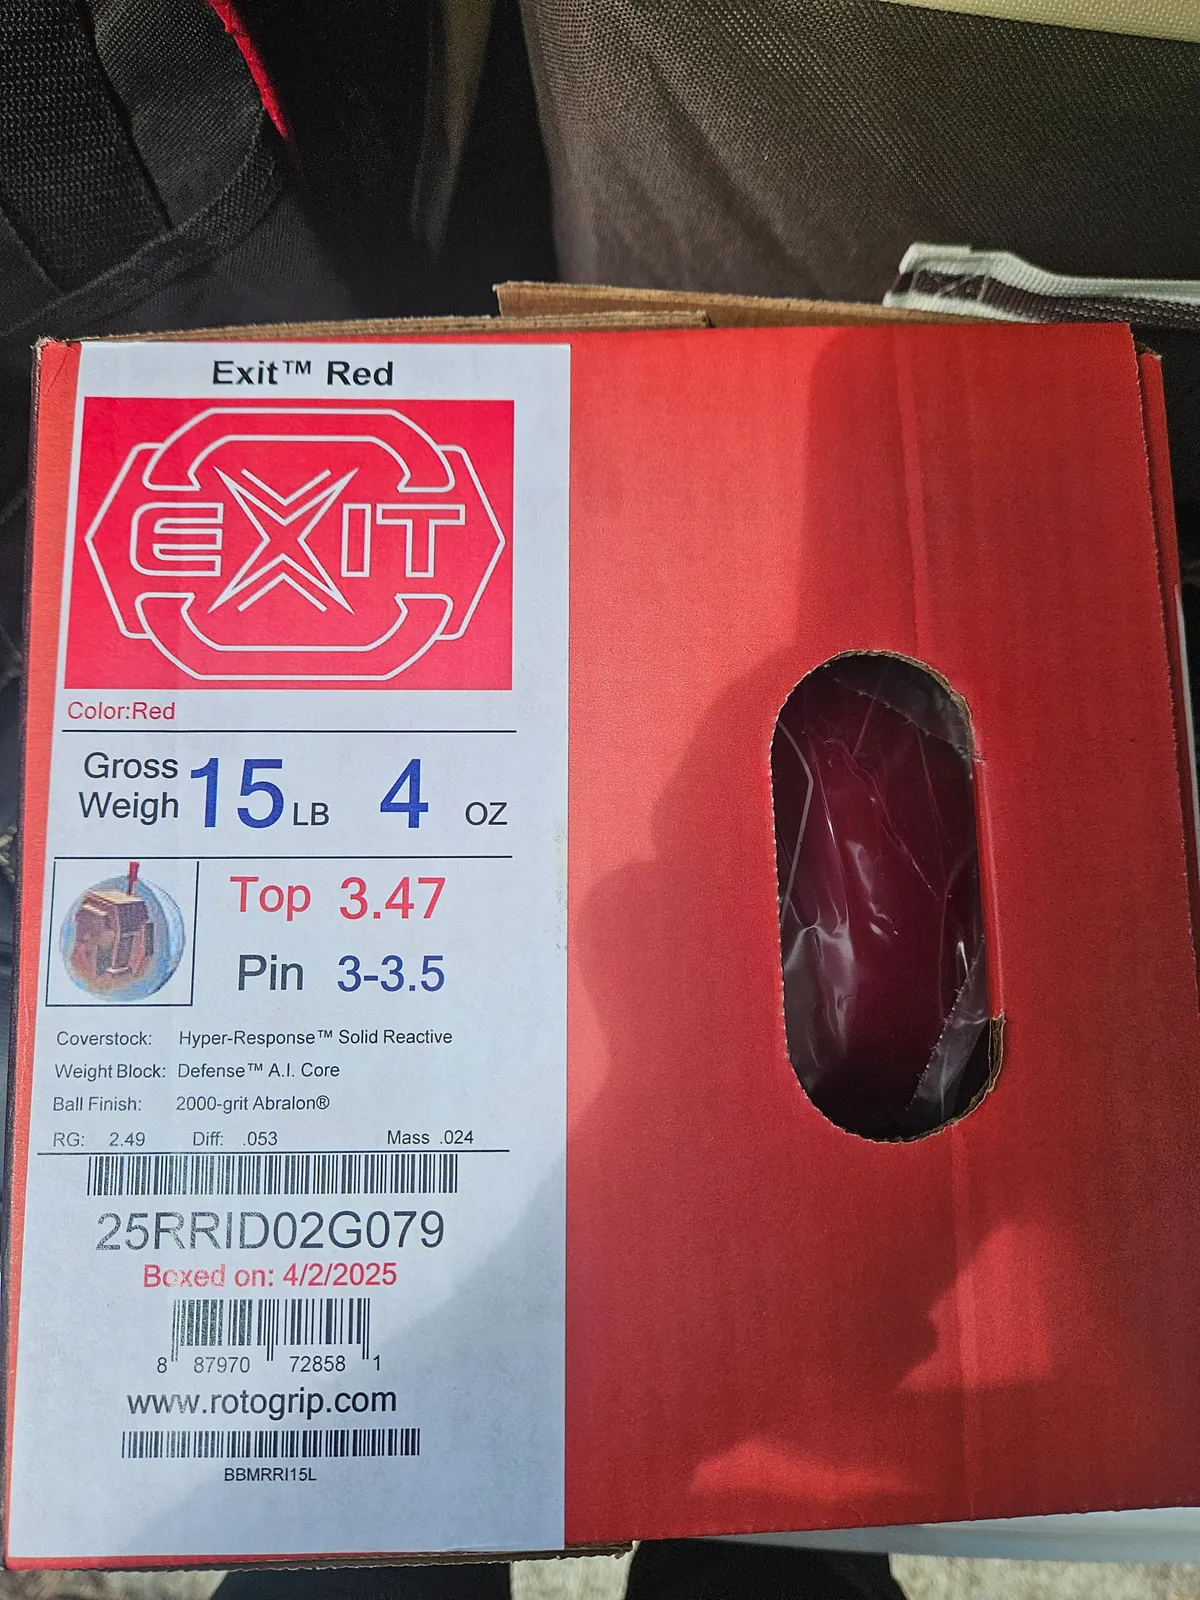 Exit™ Red
EXIT
Color:Red
Gross Weigh 15 LB 4 OZ
Top 3.47
Pin 3-3.5
Coverstock: Hyper-Response™ Solid Reactive
Weight Block: Defense™ A.I. Core
Ball Finish: 2000-grit Abralon®
RG: 2.49 Diff: .053 Mass .024
25RRID02G079
Boxed on: 4/2/2025
8 87970 72858 1
www.rotogrip.com
BBMRRI15L